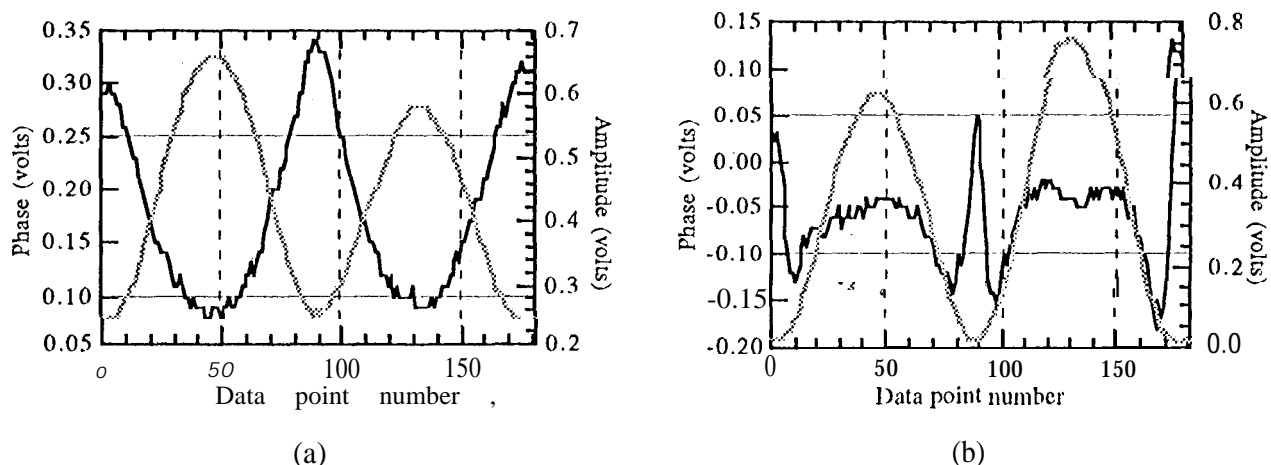 0.35
0.30
0.25
0.20
0.15
0.10
0.05
Phase (volts)
0.7
0.6
0.5
0.4
0.3
0.2
Amplitude (volts)
0 50 100 150
Data point number ,
(a)
0.15
0.10
0.05
0.00
-0.05
-0.10
-0.15
-0.20
Phase (volts)
0.8
0.6
0.4
0.2
0.0
Amplitude (volts)
0 50 100 150
Data point number
(b)